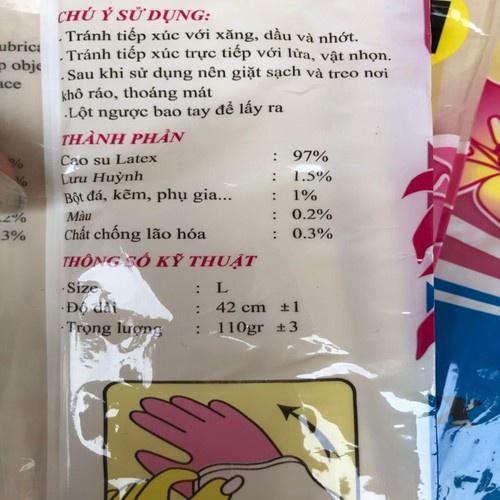 CHÚ Ý SỬ DỤNG:
. Tránh tiếp xúc với xăng, dầu và nhớt.
. Tránh tiếp xúc trực tiếp với lửa, vật nhọn.
. Sau khi sử dụng nên giặt sạch và treo nơi
khô ráo, thoáng mát
.Lột ngược bao tay để lấy ra
THÀNH PHẦN
Cao su Latex : 97%
Lưu Huỳnh : 1.5%
Bột đá, kẽm, phụ gia... : 1%
Màu : 0.2%
Chất chống lão hóa : 0.3%
THÔNG SỐ KỸ THUẬT
.Size : L
.Độ dài : 42 cm ±1
.Trọng lượng : 110gr ±3